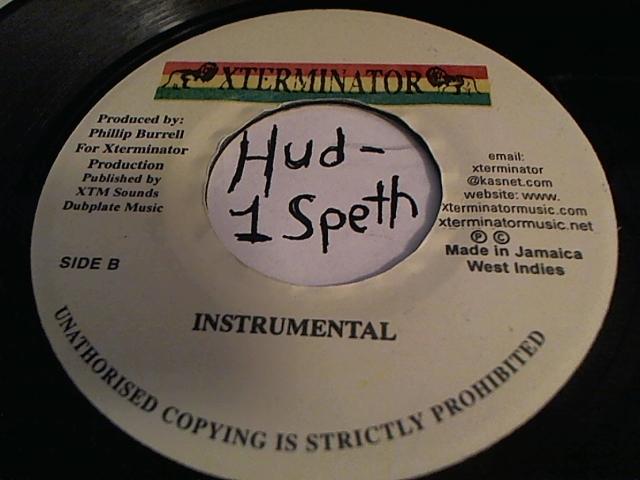 XTERMINATOR
Produced by:
Phillip Burrell
For Xterminator
Production
Published by
XTM Sounds
Dubplate Music
SIDE B
Hud-
1 Speth
email:
xterminator
@kasnet.com
website: www.
xterminatormusic.com
xterminatormusic.net
℗ ©
Made in Jamaica
West Indies
INSTRUMENTAL
UNATHORISED COPYING IS STRICTLY PROHIBITED